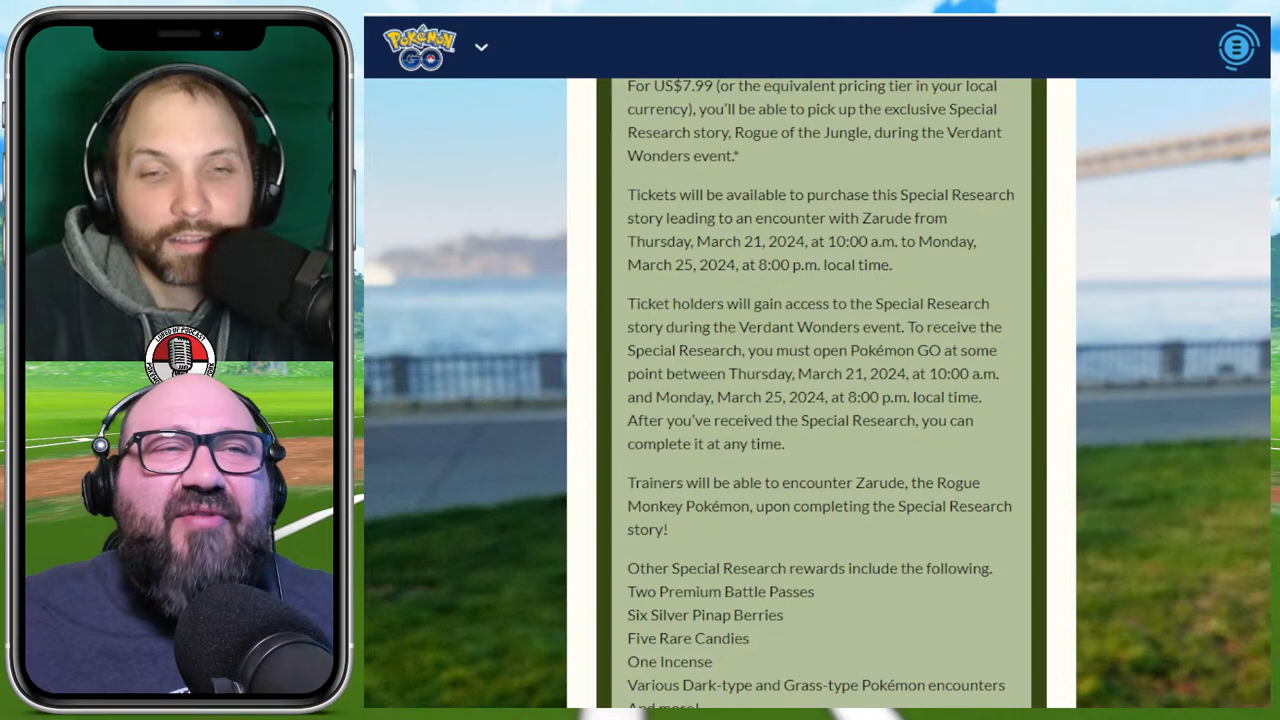 POKéMON
GO
For US$7.99 (or the equivalent pricing tier in your local
currency), you'll be able to pick up the exclusive Special
Research story, Rogue of the Jungle, during the Verdant
Wonders event.*
Tickets will be available to purchase this Special Research
story leading to an encounter with Zarude from
Thursday, March 21, 2024, at 10:00 a.m. to Monday,
March 25, 2024, at 8:00 p.m. local time.
Ticket holders will gain access to the Special Research
story during the Verdant Wonders event. To receive the
Special Research, you must open Pokémon GO at some
point between Thursday, March 21, 2024, at 10:00 a.m.
and Monday, March 25, 2024, at 8:00 p.m. local time.
After you've received the Special Research, you can
complete it at any time.
Trainers will be able to encounter Zarude, the Rogue
Monkey Pokémon, upon completing the Special Research
story!
Other Special Research rewards include the following.
Two Premium Battle Passes
Six Silver Pinap Berries
Five Rare Candies
One Incense
Various Dark-type and Grass-type Pokémon encounters
And more!